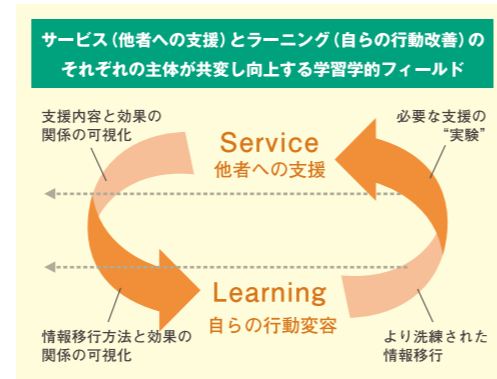 サービス（他者への支援）とラーニング（自らの行動改善）の
それぞれの主体が共変し向上する学習学的フィールド
支援内容と効果の
関係の可視化
必要な支援の
“実験”
Service
他者への支援
Learning
自らの行動変容
情報移行方法と効果の
関係の可視化
より洗練された
情報移行